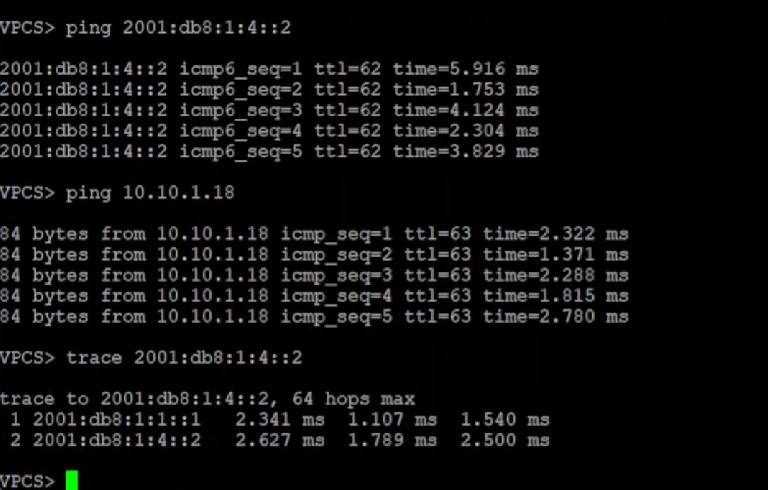 VPCS> ping 2001:db8:1:4::2
2001:db8:1:4::2 icmp6_seq=1 ttl=62 time=5.916 ms
2001:db8:1:4::2 icmp6_seq=2 ttl=62 time=1.753 ms
2001:db8:1:4::2 icmp6_seq=3 ttl=62 time=4.124 ms
2001:db8:1:4::2 icmp6_seq=4 ttl=62 time=2.304 ms
2001:db8:1:4::2 icmp6_seq=5 ttl=62 time=3.829 ms
VPCS> ping 10.10.1.18
84 bytes from 10.10.1.18 icmp_seq=1 ttl=63 time=2.322 ms
84 bytes from 10.10.1.18 icmp_seq=2 ttl=63 time=1.371 ms
84 bytes from 10.10.1.18 icmp_seq=3 ttl=63 time=2.288 ms
84 bytes from 10.10.1.18 icmp_seq=4 ttl=63 time=1.815 ms
84 bytes from 10.10.1.18 icmp_seq=5 ttl=63 time=2.780 ms
VPCS> trace 2001:db8:1:4::2
trace to 2001:db8:1:4::2, 64 hops max
1 2001:db8:1:1::1 2.341 ms 1.107 ms 1.540 ms
2 2001:db8:1:4::2 2.627 ms 1.789 ms 2.500 ms
VPCS>